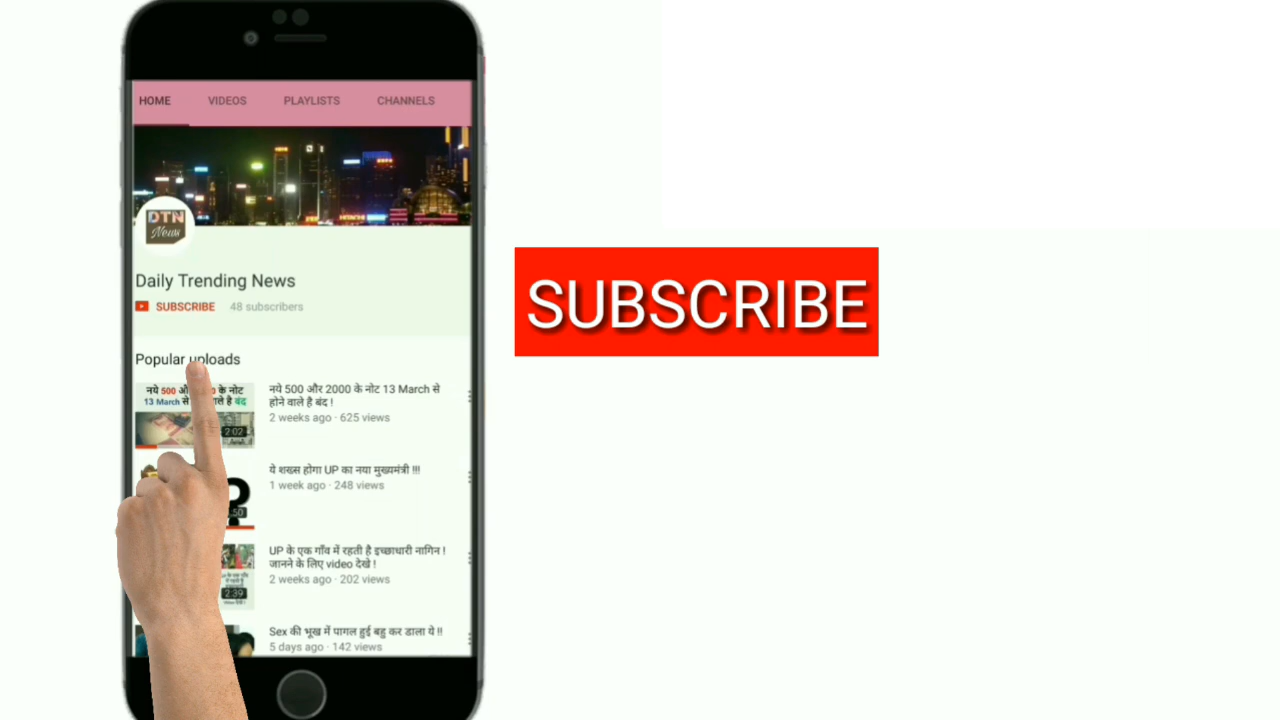 HOME VIDEOS PLAYLISTS CHANNELS
HITACHI
DTN
News
Daily Trending News
SUBSCRIBE 48 subscribers
SUBSCRIBE
Popular uploads
नये 500 के नोट
13 March से वाले है बंद
2:02
नये 500 और 2000 के नोट 13 March से
होने वाले है बंद !
2 weeks ago · 625 views
ये शख्स होगा UP का नया मुख्यमंत्री !!!
1 week ago · 248 views
:50
UP के एक गाँव में रहती है इच्छाधारी नागिन !
जानने के लिए video देखे !
2 weeks ago · 202 views
2:39
Sex की भूख में पागल हुई बहु कर डाला ये !!
5 days ago · 142 views